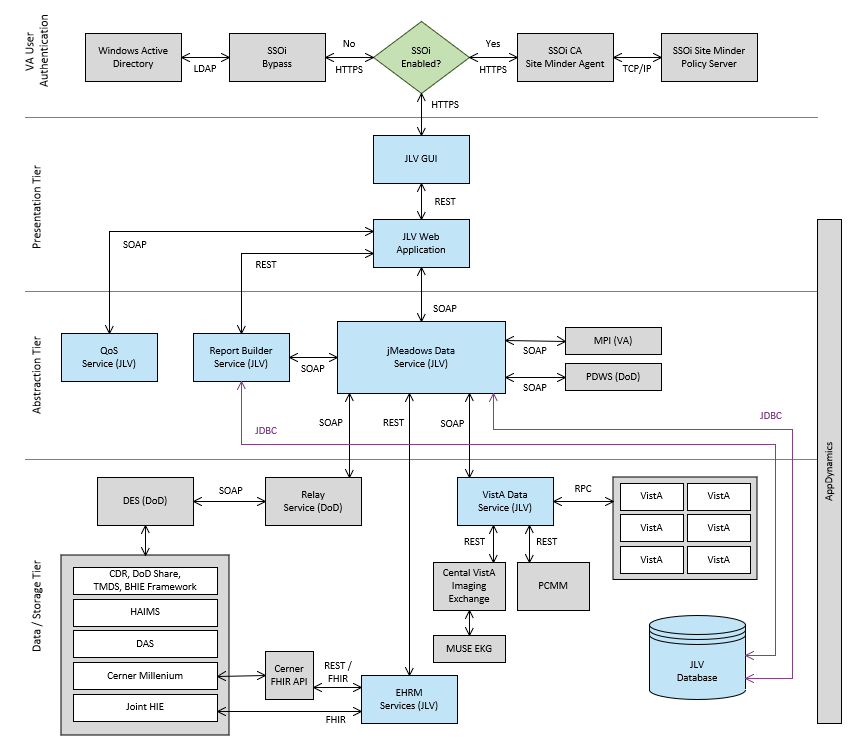 VA User
Authentication
Windows Active
Directory
LDAP
SSOi
Bypass
No
HTTPS
SSOi
Enabled?
Yes
HTTPS
SSOi CA
Site Minder Agent
TCP/IP
SSOi Site Minder
Policy Server
HTTPS
Presentation Tier
JLV GUI
REST
JLV Web
Application
SOAP
REST
SOAP
Abstraction Tier
QoS
Service (JLV)
Report Builder
Service (JLV)
SOAP
jMeadows Data
Service (JLV)
SOAP
MPI (VA)
SOAP
PDWS (DoD)
JDBC
SOAP
REST
SOAP
JDBC
AppDynamics
Data / Storage Tier
DES (DoD)
SOAP
Relay
Service (DoD)
VistA Data
Service (JLV)
RPC
VistA
VistA
VistA
VistA
VistA
VistA
REST
REST
Cental VistA
Imaging
Exchange
PCMM
MUSE EKG
CDR, DoD Share,
TMDS, BHIE Framework
HAIMS
DAS
Cerner Millenium
Joint HIE
Cerner
FHIR API
REST /
FHIR
FHIR
EHRM
Services (JLV)
JLV
Database